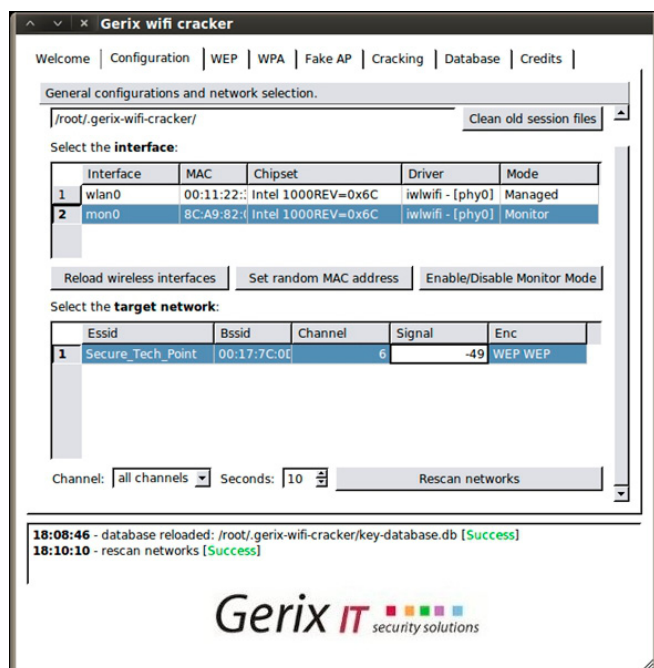 Gerix wifi cracker
Welcome Configuration WEP WPA Fake AP Cracking Database Credits
General configurations and network selection.
/root/.gerix-wifi-cracker/ Clean old session files
Select the interface:
Interface MAC Chipset Driver Mode
1 wlan0 00:11:22: Intel 1000REV=0x6C iwlwifi - [phy0] Managed
2 mon0 8C:A9:82:( Intel 1000REV=0x6C iwlwifi - [phy0] Monitor
Reload wireless interfaces Set random MAC address Enable/Disable Monitor Mode
Select the target network:
Essid Bssid Channel Signal Enc
1 Secure_Tech_Point 00:17:7C:0D 6 -49 WEP WEP
Channel: all channels Seconds: 10 Rescan networks
18:08:46 - database reloaded: /root/.gerix-wifi-cracker/key-database.db [Success]
18:10:10 - rescan networks [Success]
Gerix IT security solutions